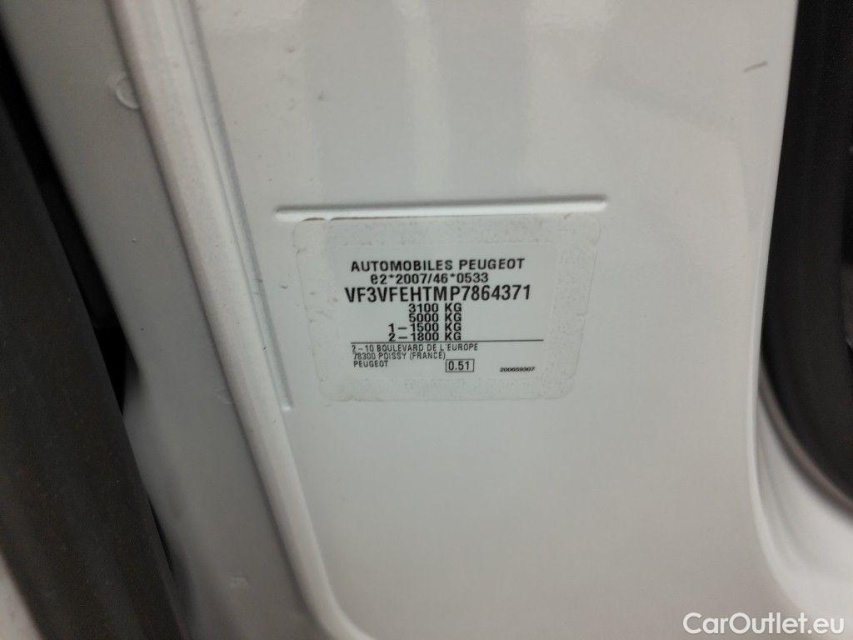 AUTOMOBILES PEUGEOT
e2*2007/46*0533
VF3VFEHTMP7864371
3100 KG
5000 KG
1-1500 KG
2-1800 KG
2-10 BOULEVARD DE L'EUROPE
78300 POISSY (FRANCE)
PEUGEOT
0.51
CarOutlet.eu